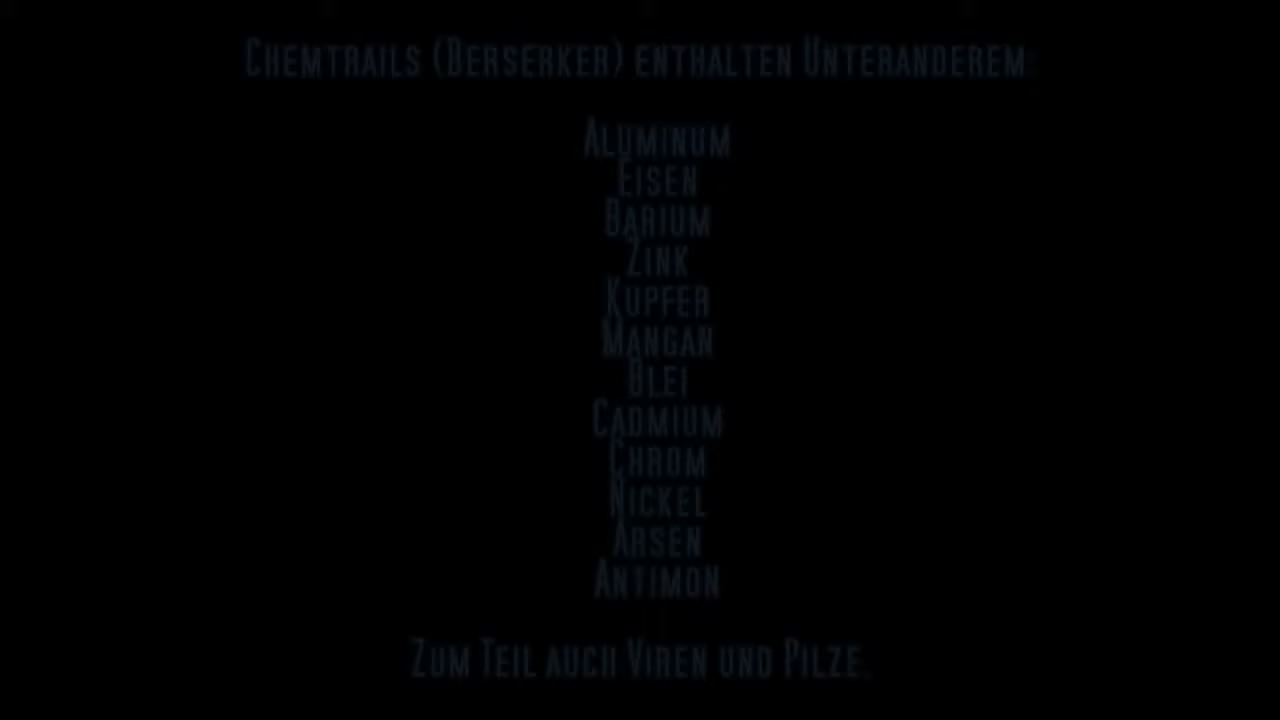 Chemtrails (Berserker) enthalten Unteranderem:
Aluminum
Eisen
Barium
Zink
Kupfer
Mangan
Blei
Cadmium
Chrom
Nickel
Arsen
Antimon
Zum Teil auch Viren und Pilze.